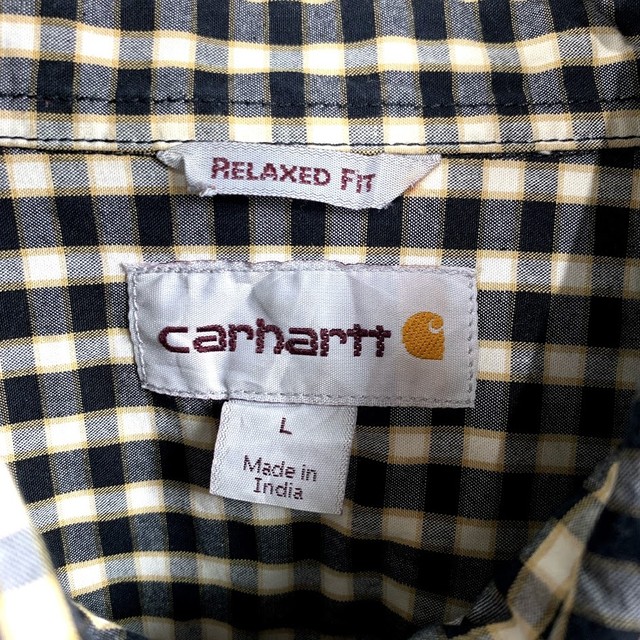 RELAXED FIT
carhartt
L
Made in
India